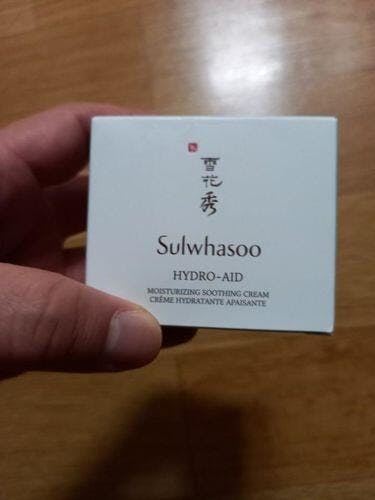 雪花秀
Sulwhasoo
HYDRO-AID
MOISTURIZING SOOTHING CREAM
CRÈME HYDRATANTE APAISANTE